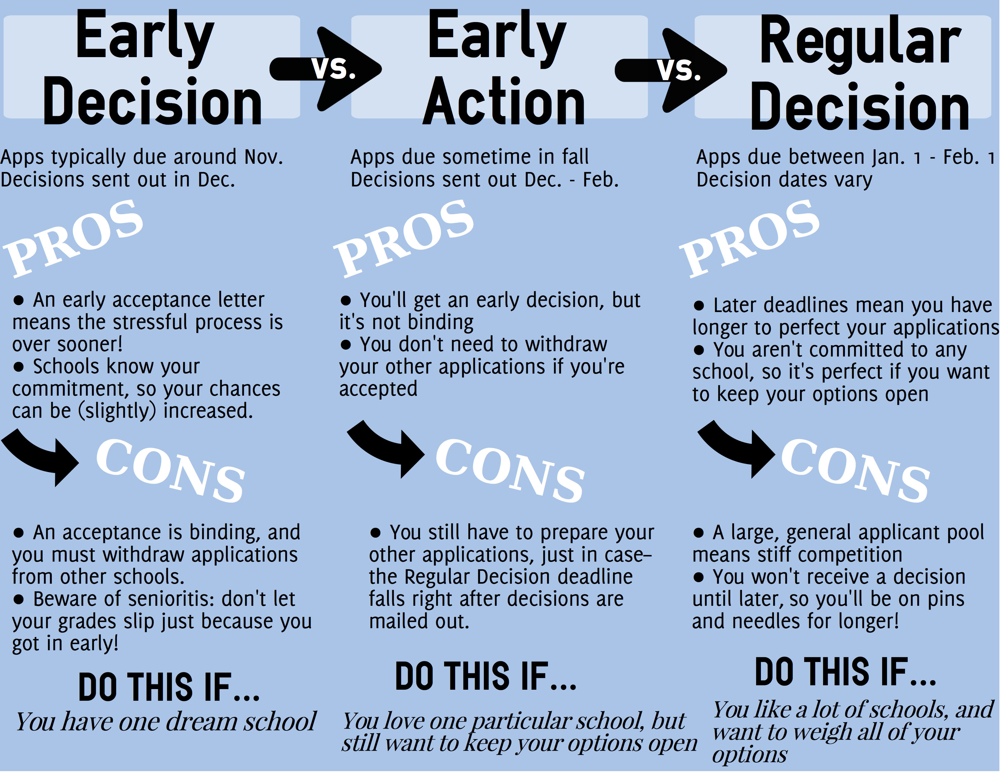 Early
Decision
vs.
Early
Action
vs.
Regular
Decision
Apps typically due around Nov.
Decisions sent out in Dec.
PROS
● An early acceptance letter
means the stressful process is
over sooner!
● Schools know your
commitment, so your chances
can be (slightly) increased.
CONS
● An acceptance is binding, and
you must withdraw applications
from other schools.
● Beware of senioritis: don't let
your grades slip just because you
got in early!
DO THIS IF...
You have one dream school
Apps due sometime in fall
Decisions sent out Dec. - Feb.
PROS
● You'll get an early decision, but
it's not binding
● You don't need to withdraw
your other applications if you're
accepted
CONS
● You still have to prepare your
other applications, just in case–
the Regular Decision deadline
falls right after decisions are
mailed out.
DO THIS IF...
You love one particular school, but
still want to keep your options open
Apps due between Jan. 1 - Feb. 1
Decision dates vary
PROS
● Later deadlines mean you have
longer to perfect your applications
● You aren't committed to any
school, so it's perfect if you want
to keep your options open
CONS
● A large, general applicant pool
means stiff competition
● You won't receive a decision
until later, so you'll be on pins
and needles for longer!
DO THIS IF...
You like a lot of schools, and
want to weigh all of your
options